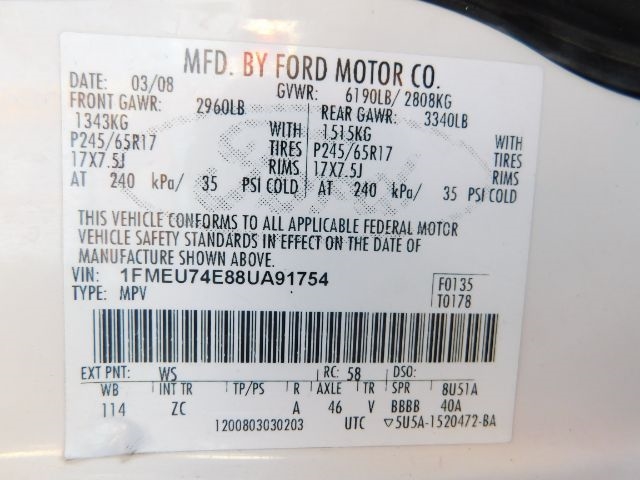 MFD. BY FORD MOTOR CO.
DATE: 03/08 GVWR: 6190LB/ 2808KG
FRONT GAWR: 2960LB REAR GAWR: 3340LB
1343KG WITH 1515KG WITH
P245/65R17 TIRES P245/65R17 TIRES
17X7.5J RIMS 17X7.5J RIMS
AT 240 kPa/ 35 PSI COLD AT 240 kPa/ 35 PSI COLD
THIS VEHICLE CONFORMS TO ALL APPLICABLE FEDERAL MOTOR
VEHICLE SAFETY STANDARDS IN EFFECT ON THE DATE OF
MANUFACTURE SHOWN ABOVE.
VIN: 1FMEU74E88UA91754 F0135
TYPE: MPV T0178
EXT PNT: WS RC: 58 DSO:
WB INT TR TP/PS R AXLE TR SPR 8U51A
114 ZC A 46 V BBBB 40A
1200803030203 UTC ▽5U5A-1520472-BA